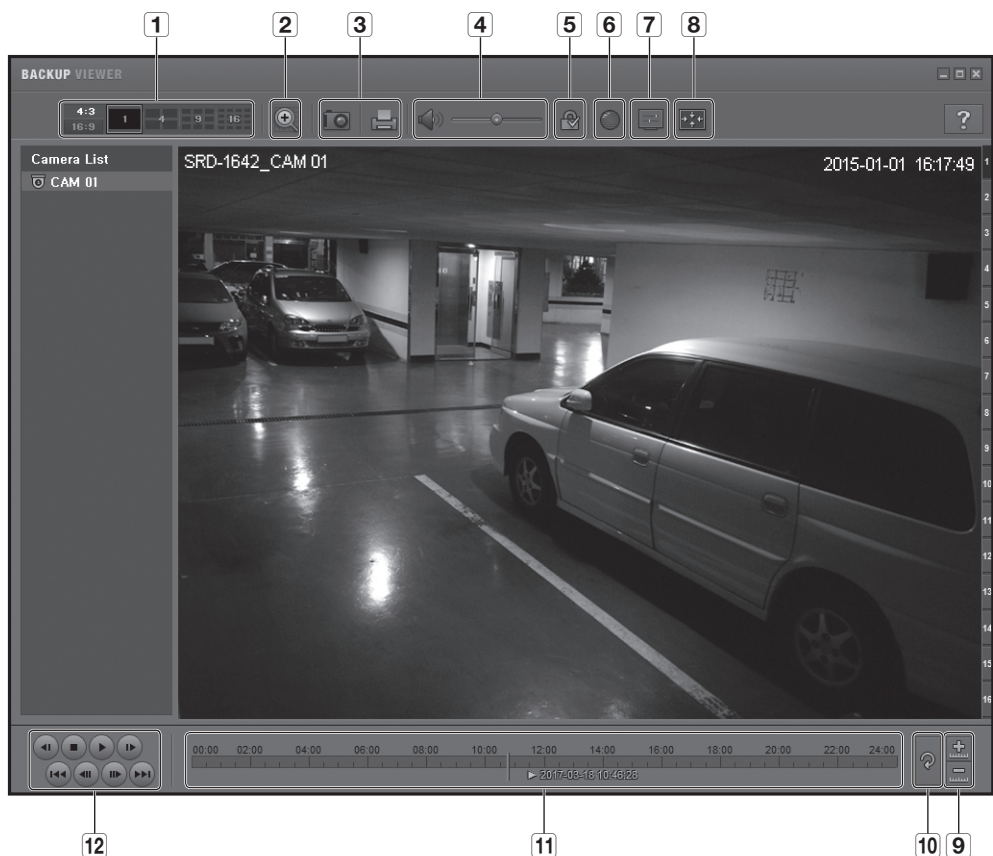 1 2 3 4 5 6 7 8
BACKUP VIEWER
4:3
16:9
1 4 9 16
?
Camera List
CAM 01
SRD-1642_CAM 01
2015-01-01 16:17:49
1
2
3
4
5
6
7
8
9
10
11
12
13
14
15
16
00:00 02:00 04:00 06:00 08:00 10:00 12:00 14:00 16:00 18:00 20:00 22:00 24:00
2017-03-18 10:46:28
12 11 10 9